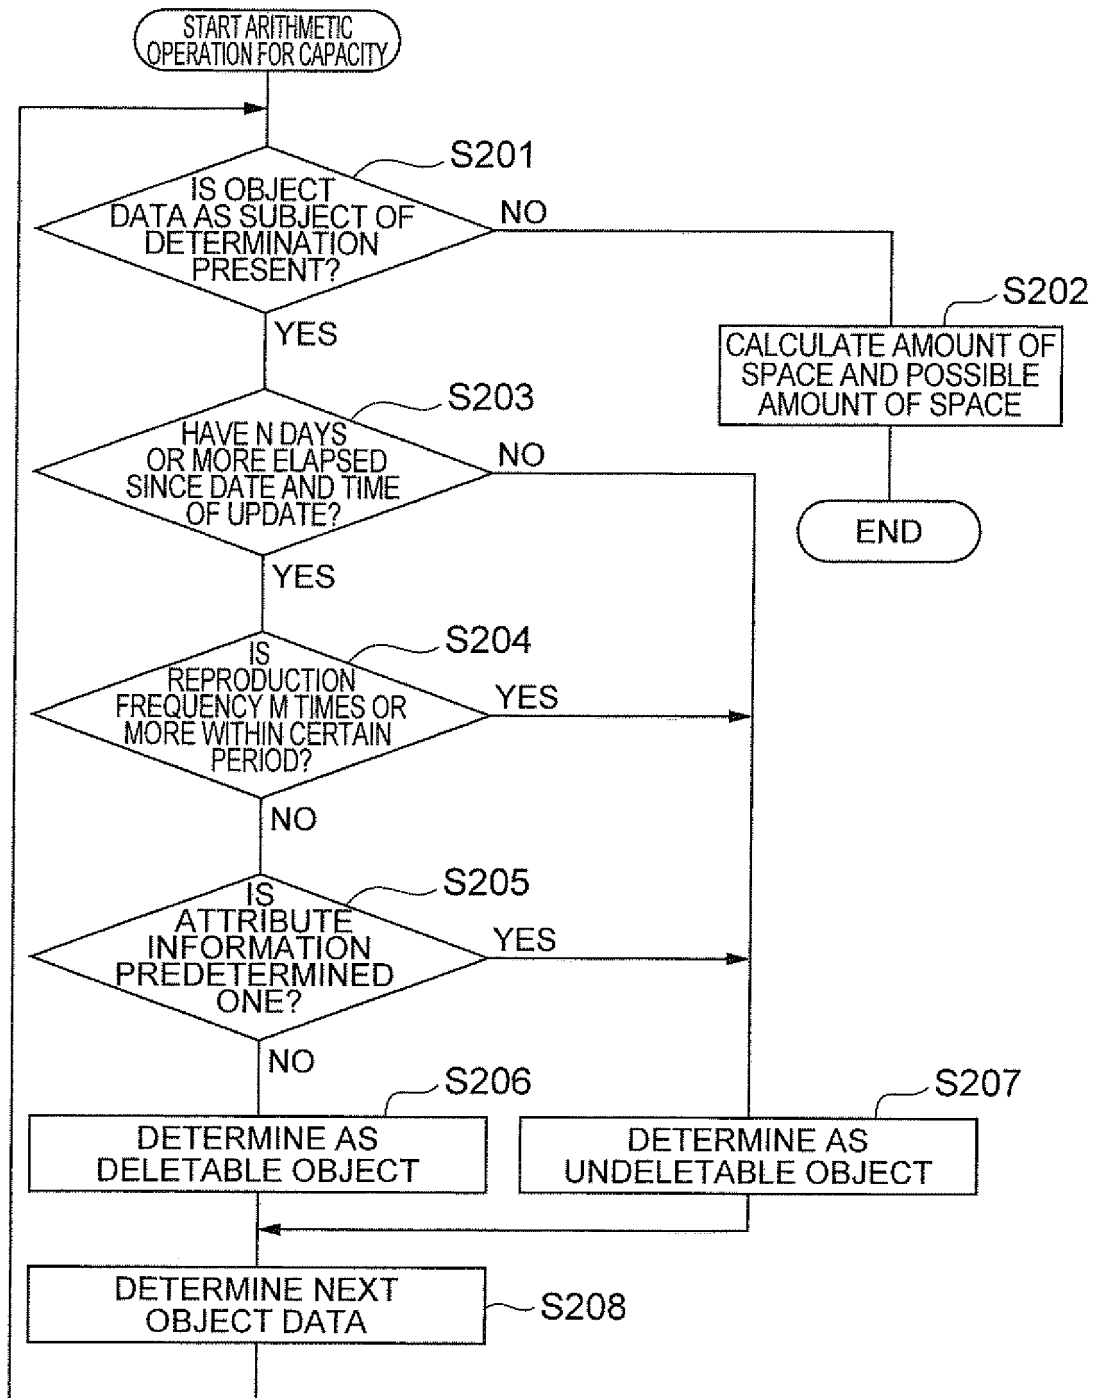 START ARITHMETIC
OPERATION FOR CAPACITY
S201
IS OBJECT
DATA AS SUBJECT OF
DETERMINATION
PRESENT?
NO
YES
S202
CALCULATE AMOUNT OF
SPACE AND POSSIBLE
AMOUNT OF SPACE
END
S203
HAVE N DAYS
OR MORE ELAPSED
SINCE DATE AND TIME
OF UPDATE?
NO
YES
S204
IS
REPRODUCTION
FREQUENCY M TIMES OR
MORE WITHIN CERTAIN
PERIOD?
YES
NO
S205
IS
ATTRIBUTE
INFORMATION
PREDETERMINED
ONE?
YES
NO
S206
DETERMINE AS
DELETABLE OBJECT
S207
DETERMINE AS
UNDELETABLE OBJECT
DETERMINE NEXT
OBJECT DATA
S208